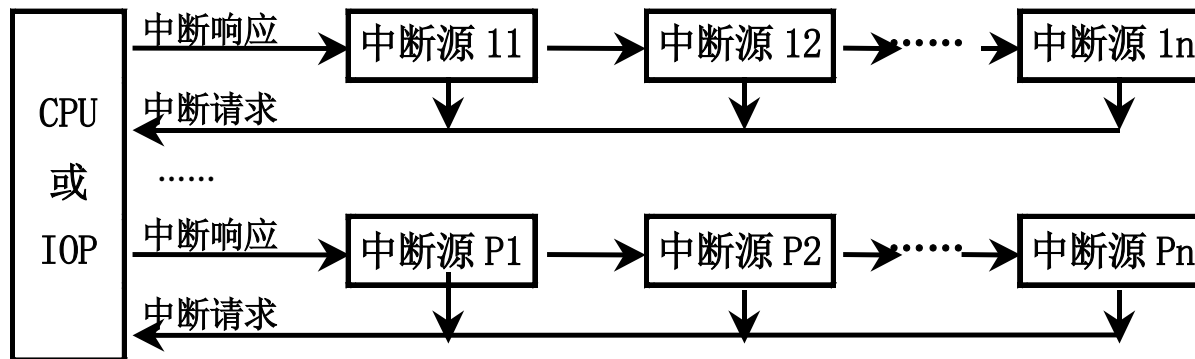 中断响应
中断源 11
中断源 12
······
中断源 1n
中断请求
CPU
或
IOP
······
中断响应
中断源 P1
中断源 P2
······
中断源 Pn
中断请求